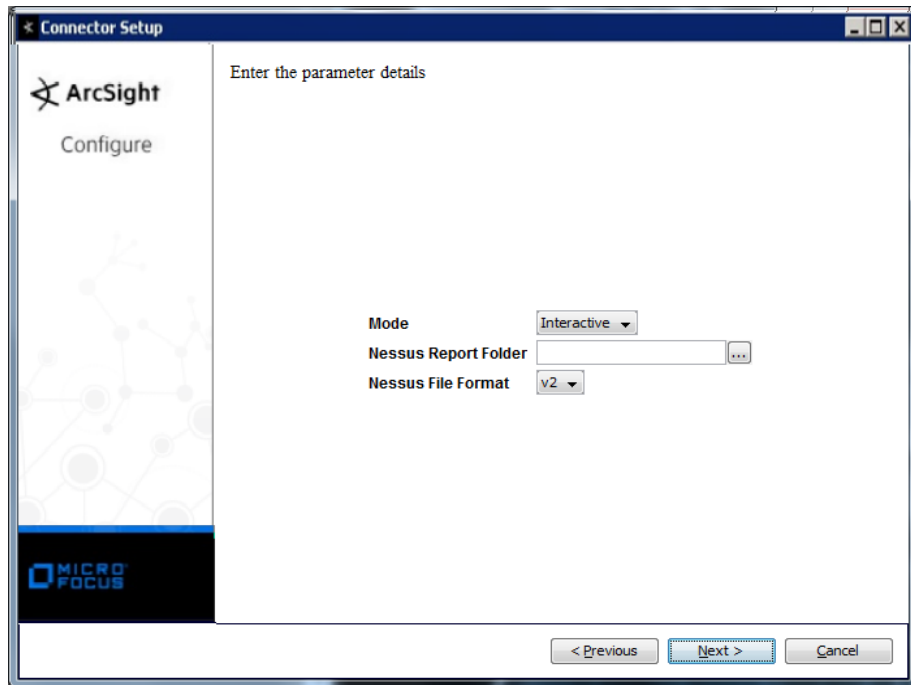 Connector Setup
ArcSight
Configure
Enter the parameter details
Mode
Interactive
Nessus Report Folder
...
Nessus File Format
v2
MICRO
FOCUS
< Previous
Next >
Cancel